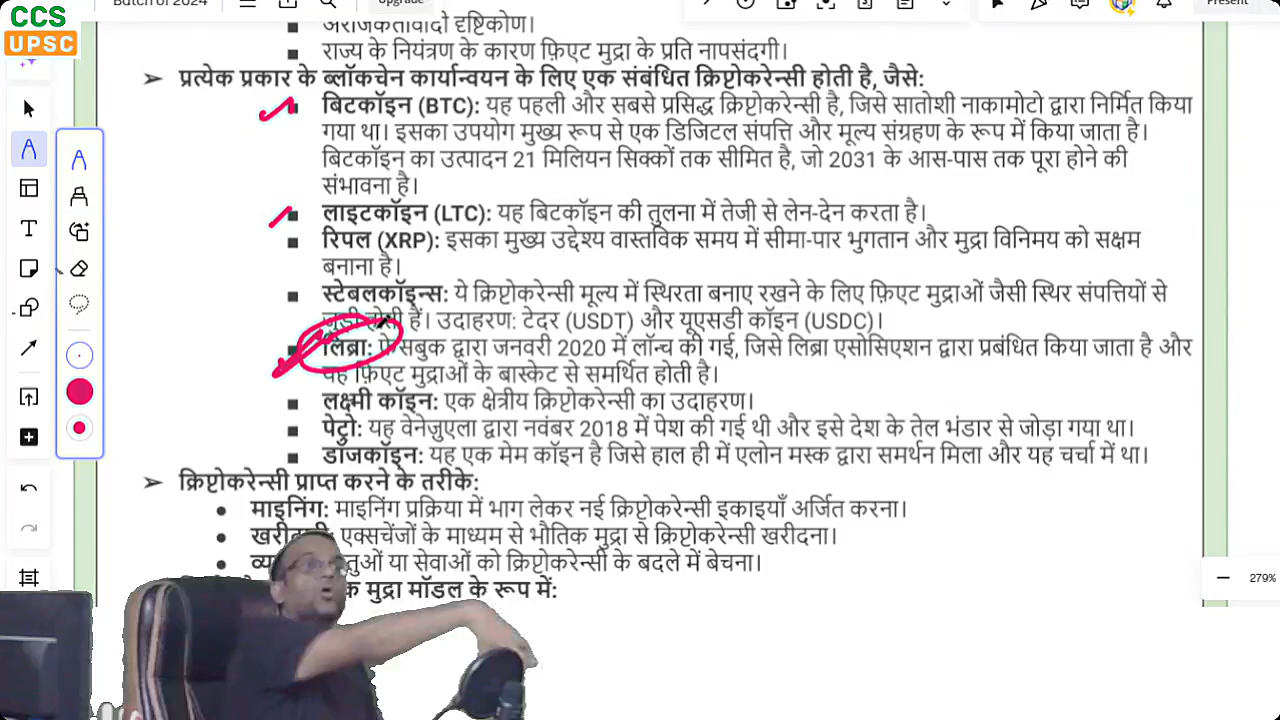 CCS
UPSC
Batch of 2024
Upgrade
Present
अराजकतावादी दृष्टिकोण।
राज्य के नियंत्रण के कारण फ़िएट मुद्रा के प्रति नापसंदगी।
➢ प्रत्येक प्रकार के ब्लॉकचेन कार्यान्वयन के लिए एक संबंधित क्रिप्टोकरेन्सी होती है, जैसे:
■ बिटकॉइन (BTC): यह पहली और सबसे प्रसिद्ध क्रिप्टोकरेन्सी है, जिसे सातोशी नाकामोटो द्वारा निर्मित किया
गया था। इसका उपयोग मुख्य रूप से एक डिजिटल संपत्ति और मूल्य संग्रहण के रूप में किया जाता है।
बिटकॉइन का उत्पादन 21 मिलियन सिक्कों तक सीमित है, जो 2031 के आस-पास तक पूरा होने की
संभावना है।
■ लाइटकॉइन (LTC): यह बिटकॉइन की तुलना में तेजी से लेन-देन करता है।
■ रिपल (XRP): इसका मुख्य उद्देश्य वास्तविक समय में सीमा-पार भुगतान और मुद्रा विनिमय को सक्षम
बनाना है।
■ स्टेबलकॉइन्स: ये क्रिप्टोकरेन्सी मूल्य में स्थिरता बनाए रखने के लिए फ़िएट मुद्राओं जैसी स्थिर संपत्तियों से
जुड़ी होती हैं। उदाहरण: टेदर (USDT) और यूएसडी कॉइन (USDC)।
■ लिब्रा: फेसबुक द्वारा जनवरी 2020 में लॉन्च की गई, जिसे लिब्रा एसोसिएशन द्वारा प्रबंधित किया जाता है और
यह फ़िएट मुद्राओं के बास्केट से समर्थित होती है।
■ लक्ष्मी कॉइन: एक क्षेत्रीय क्रिप्टोकरेन्सी का उदाहरण।
■ पेट्रो: यह वेनेजुएला द्वारा नवंबर 2018 में पेश की गई थी और इसे देश के तेल भंडार से जोड़ा गया था।
■ डॉजकॉइन: यह एक मेम कॉइन है जिसे हाल ही में एलोन मस्क द्वारा समर्थन मिला और यह चर्चा में था।
➢ क्रिप्टोकरेन्सी प्राप्त करने के तरीके:
● माइनिंग: माइनिंग प्रक्रिया में भाग लेकर नई क्रिप्टोकरेन्सी इकाइयाँ अर्जित करना।
● खरीदारी: एक्सचेंजों के माध्यम से भौतिक मुद्रा से क्रिप्टोकरेन्सी खरीदना।
● या सेवाओं को क्रिप्टोकरेन्सी के बदले में बेचना।
मुद्रा मॉडल के रूप में:
279%